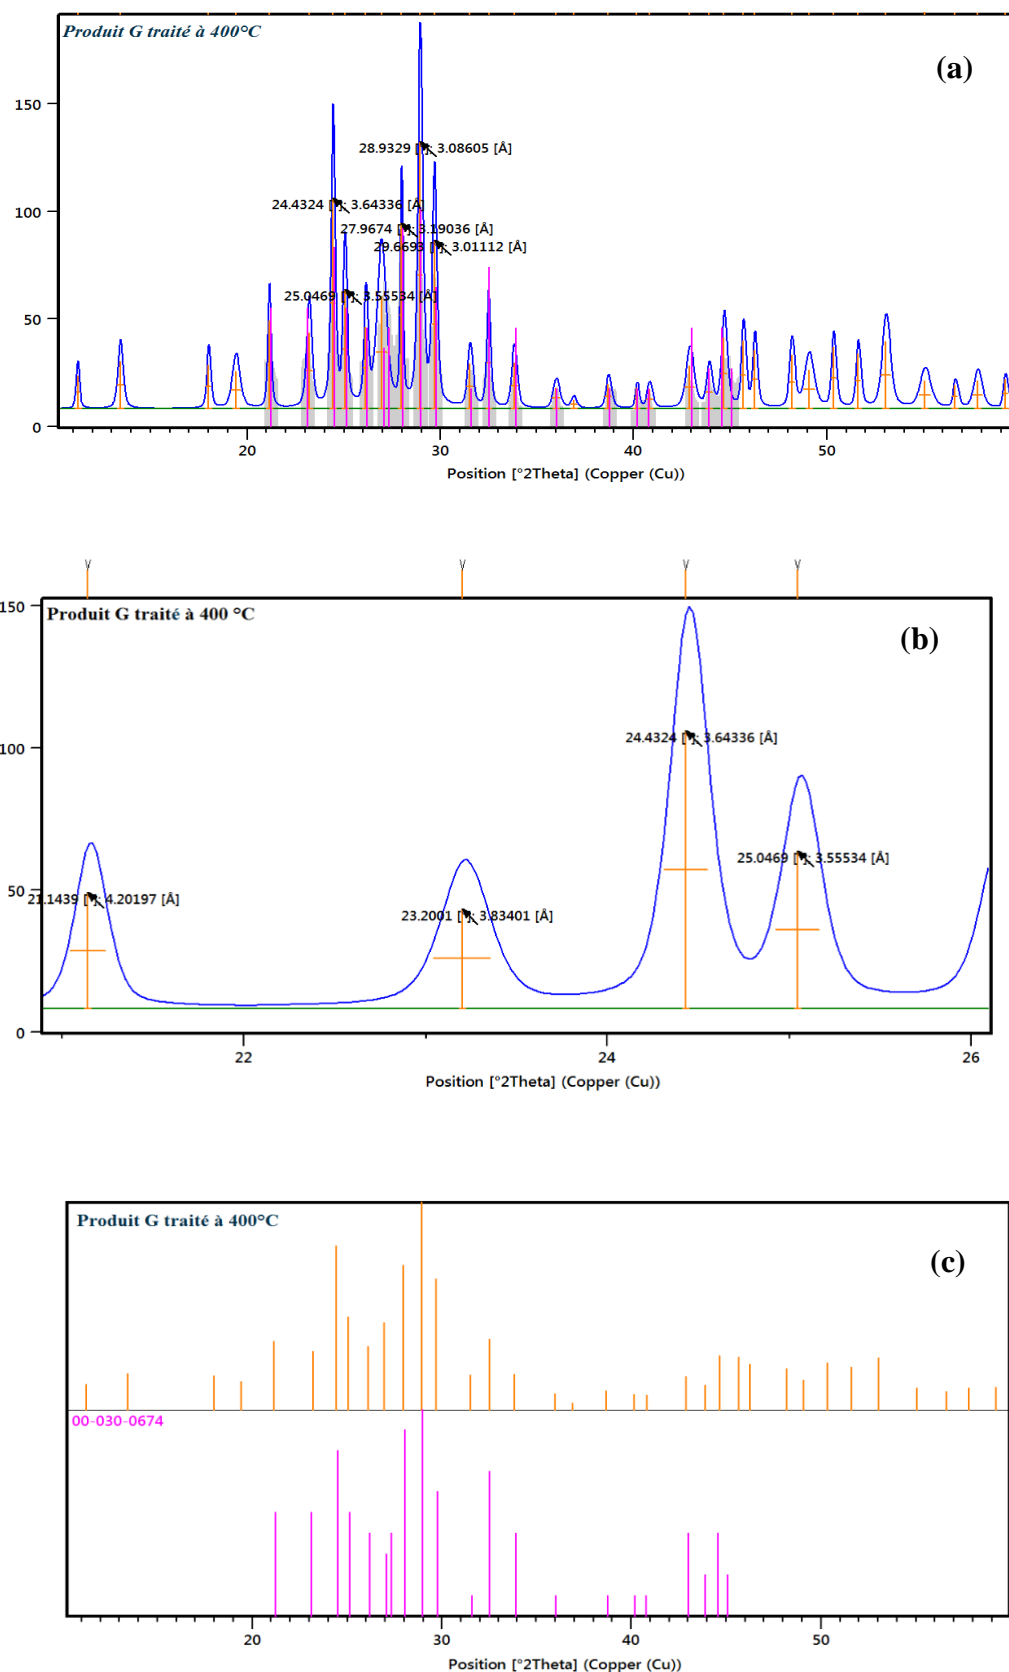 Produit G traité à 400°C
(a)
150
100
50
0
28.9329 [°]; 3.08605 [Å]
24.4324 [°]; 3.64336 [Å]
27.9674 [°]; 3.19036 [Å]
29.6693 [°]; 3.01112 [Å]
25.0469 [°]; 3.55534 [Å]
20 30 40 50
Position [°2Theta] (Copper (Cu))
Produit G traité à 400 °C
(b)
150
100
50
0
24.4324 [°]; 3.64336 [Å]
25.0469 [°]; 3.55534 [Å]
21.1439 [°]; 4.20197 [Å]
23.2001 [°]; 3.83401 [Å]
22 24 26
Position [°2Theta] (Copper (Cu))
Produit G traité à 400°C
(c)
00-030-0674
20 30 40 50
Position [°2Theta] (Copper (Cu))